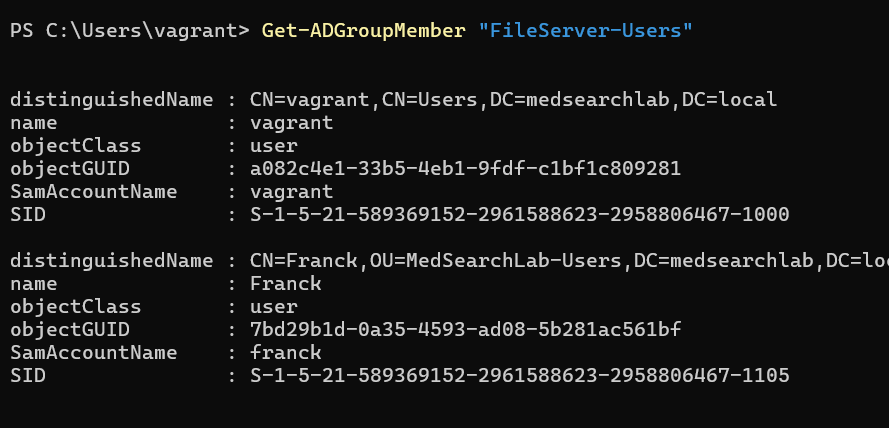 PS C:\Users\vagrant> Get-ADGroupMember "FileServer-Users"
distinguishedName : CN=vagrant,CN=Users,DC=medsearchlab,DC=local
name : vagrant
objectClass : user
objectGUID : a082c4e1-33b5-4eb1-9fdf-c1bf1c809281
SamAccountName : vagrant
SID : S-1-5-21-589369152-2961588623-2958806467-1000
distinguishedName : CN=Franck,OU=MedSearchLab-Users,DC=medsearchlab,DC=loc
name : Franck
objectClass : user
objectGUID : 7bd29b1d-0a35-4593-ad08-5b281ac561bf
SamAccountName : franck
SID : S-1-5-21-589369152-2961588623-2958806467-1105